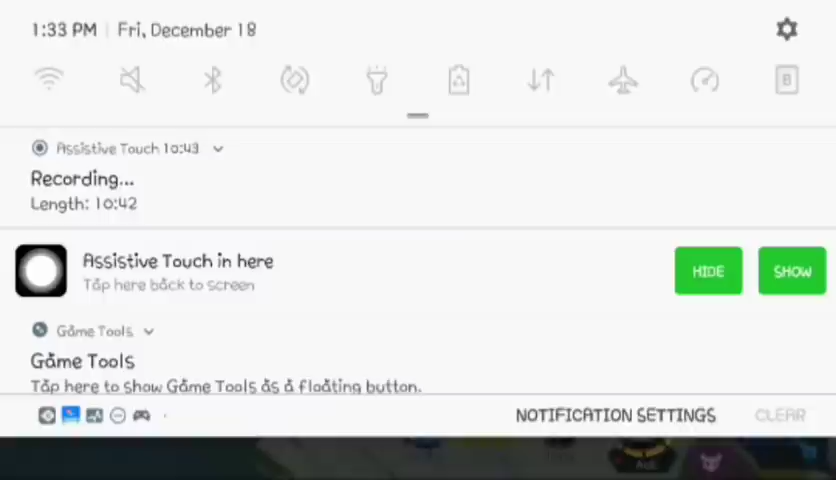 1:33 PM | Fri, December 18
B
Assistive Touch 10:43
Recording...
Length: 10:42
Assistive Touch in here
Tap here back to screen
HIDE
SHOW
Game Tools
Game Tools
Tap here to show Game Tools as a floating button.
NOTIFICATION SETTINGS
CLEAR